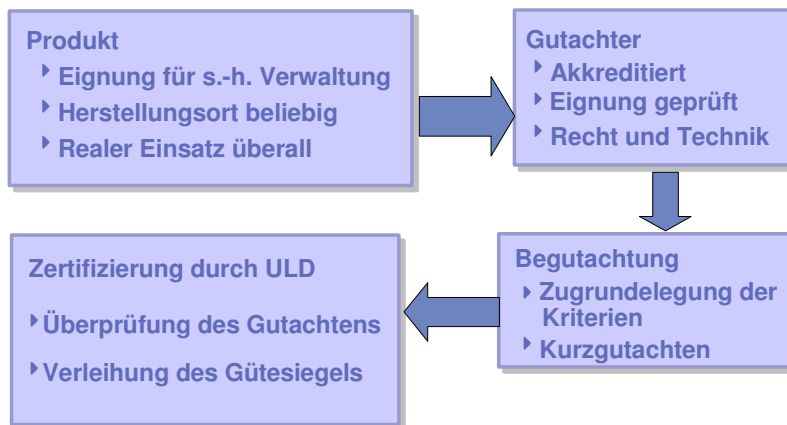 Produkt
Eignung für s.-h. Verwaltung
Herstellungsort beliebig
Realer Einsatz überall
Gutachter
Akkreditiert
Eignung geprüft
Recht und Technik
Begutachtung
Zugrundelegung der
Kriterien
Kurzgutachten
Zertifizierung durch ULD
Überprüfung des Gutachtens
Verleihung des Gütesiegels